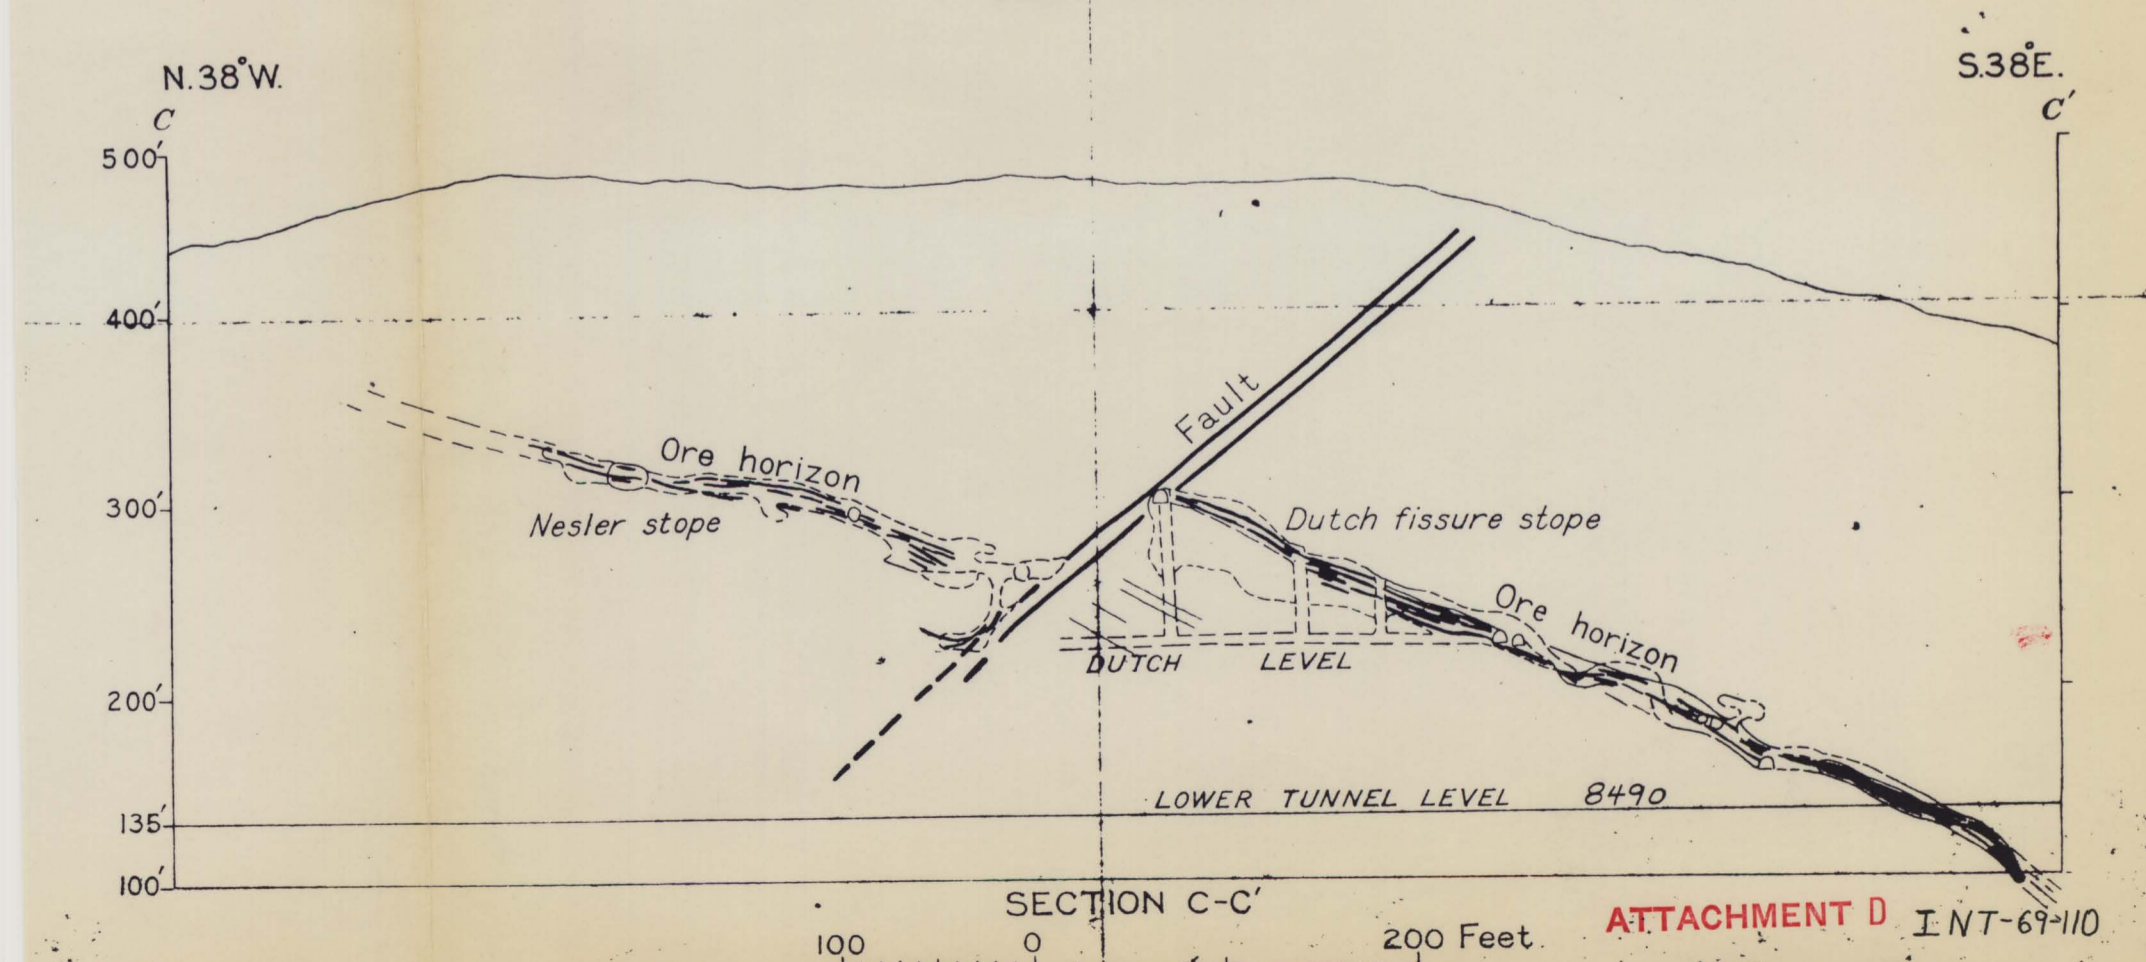 N. 38° W.
S. 38° E.
C
C'
500'
400'
Fault
Ore horizon
300'
Nesler stope
Dutch fissure stope
Ore horizon
DUTCH LEVEL
200'
LOWER TUNNEL LEVEL 8490
135'
100'
SECTION C-C'
ATTACHMENT D INT-69-110
100 0 200 Feet.